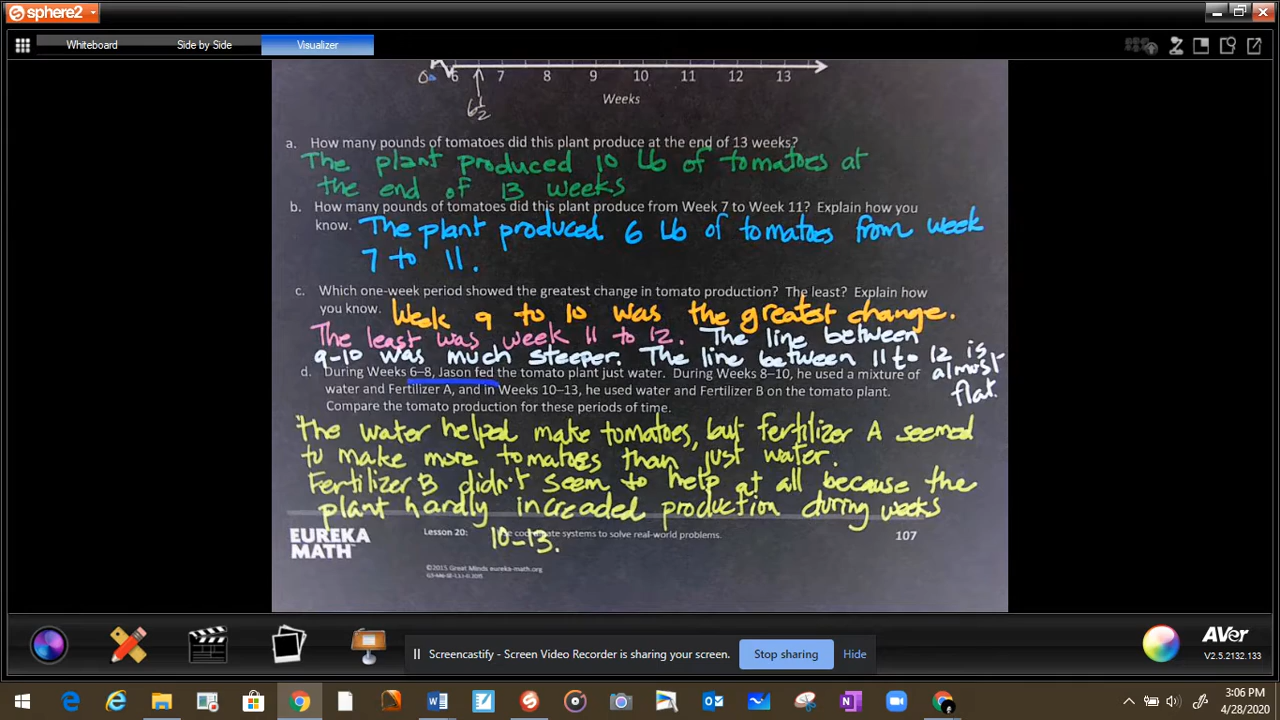 sphere2
Whiteboard Side by Side Visualizer
6 7 8 9 10 11 12 13
6½
Weeks
a. How many pounds of tomatoes did this plant produce at the end of 13 weeks?
The plant produced 10 Lb of tomatoes at
the end of 13 weeks
b. How many pounds of tomatoes did this plant produce from Week 7 to Week 11? Explain how you
know. The plant produced 6 Lb of tomatoes from week
7 to 11.
c. Which one-week period showed the greatest change in tomato production? The least? Explain how
you know. Week 9 to 10 was the greatest change.
The least was week 11 to 12. The line between
9-10 was much steeper. The line between 11 to 12 is
almost
flat.
d. During Weeks 6–8, Jason fed the tomato plant just water. During Weeks 8–10, he used a mixture of
water and Fertilizer A, and in Weeks 10–13, he used water and Fertilizer B on the tomato plant.
Compare the tomato production for these periods of time.
The water helped make tomatoes, but fertilizer A seemed
to make more tomatoes than just water.
Fertilizer B didn't seem to help at all because the
plant hardly increaded production during weeks
10-13.
EUREKA
MATH
Lesson 20: coordinate systems to solve real-world problems.
107
©2015 Great Minds eureka-math.org
Screencastify - Screen Video Recorder is sharing your screen. Stop sharing Hide
AVer
V2.5.2132.133
3:06 PM
4/28/2020